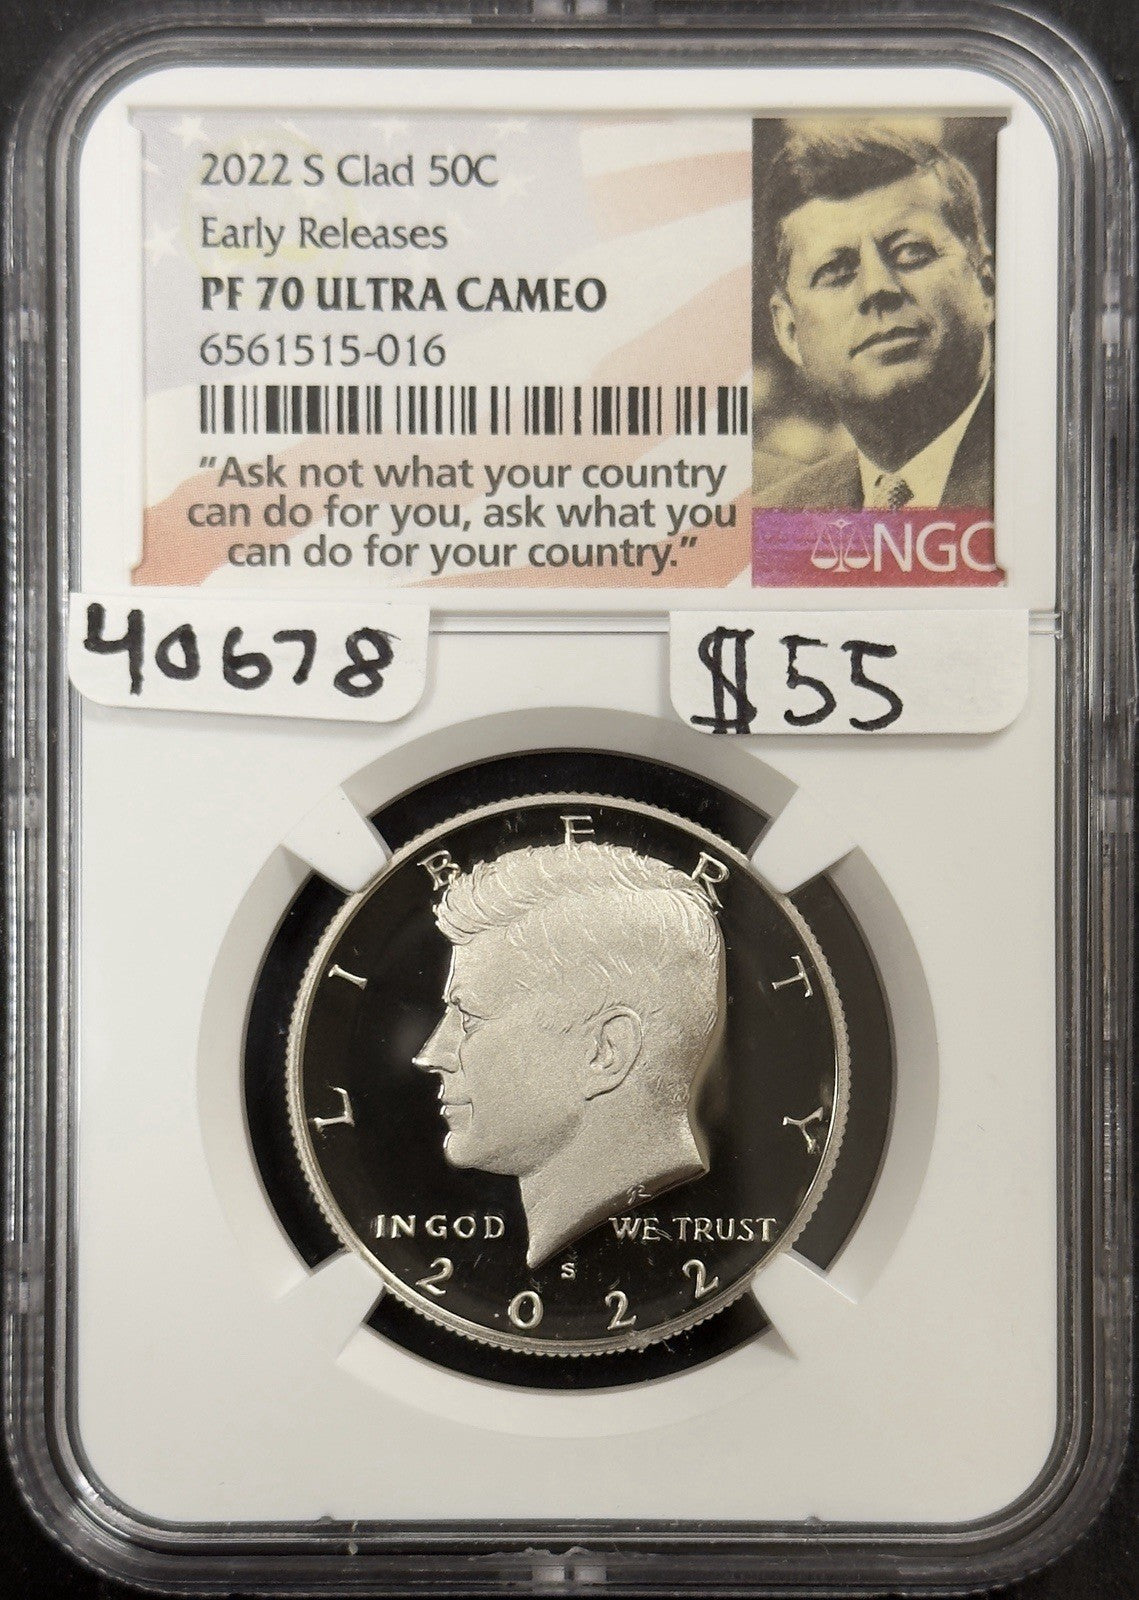 2022 S Clad 50C
Early Releases
PF 70 ULTRA CAMEO
6561515-016
"Ask not what your country
can do for you, ask what you
can do for your country."
NGC
40678
$55
LIBERTY
IN GOD WE TRUST
S
2022